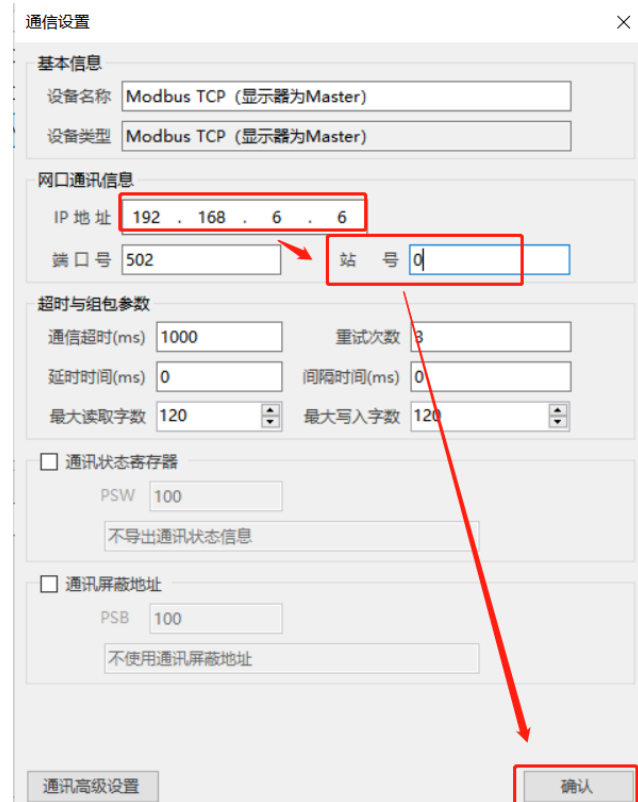 通信设置
基本信息
设备名称 Modbus TCP (显示器为Master)
设备类型 Modbus TCP (显示器为Master)
网口通讯信息
IP 地 址 192 . 168 . 6 . 6
端 口 号 502 站 号 0
超时与组包参数
通信超时(ms) 1000 重试次数 3
延时时间(ms) 0 间隔时间(ms) 0
最大读取字数 120 最大写入字数 120
通讯状态寄存器
PSW 100
不导出通讯状态信息
通讯屏蔽地址
PSB 100
不使用通讯屏蔽地址
通讯高级设置 确认